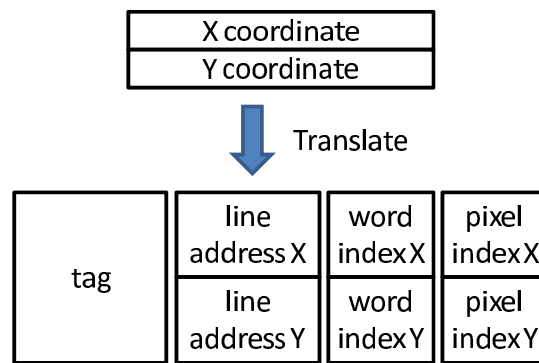 X coordinate
Y coordinate
Translate
tag
line
address X
word
index X
pixel
index X
line
address Y
word
index Y
pixel
index Y